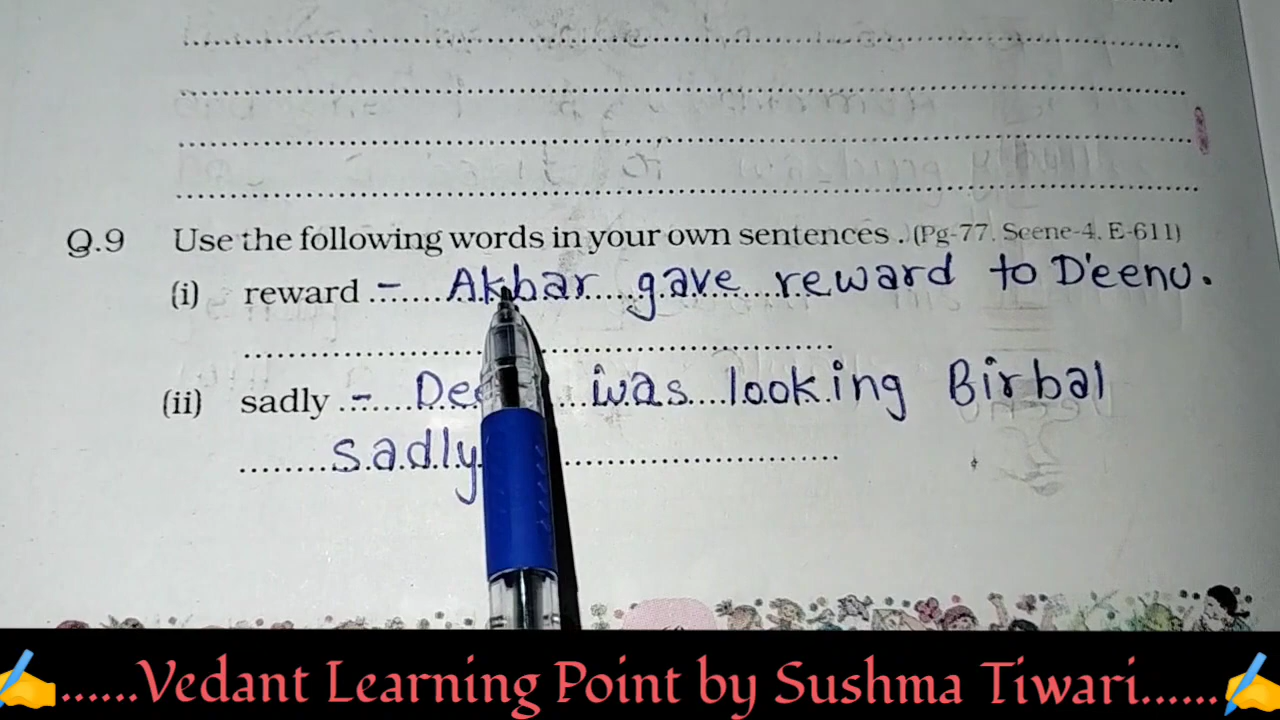 Q.9 Use the following words in your own sentences . (Pg-77, Scene-4, E-611)
(i) reward ..-.... Akbar gave reward to Deenu.
(ii) sadly ..-.... was looking Birbal
sadly
......Vedant Learning Point by Sushma Tiwari......